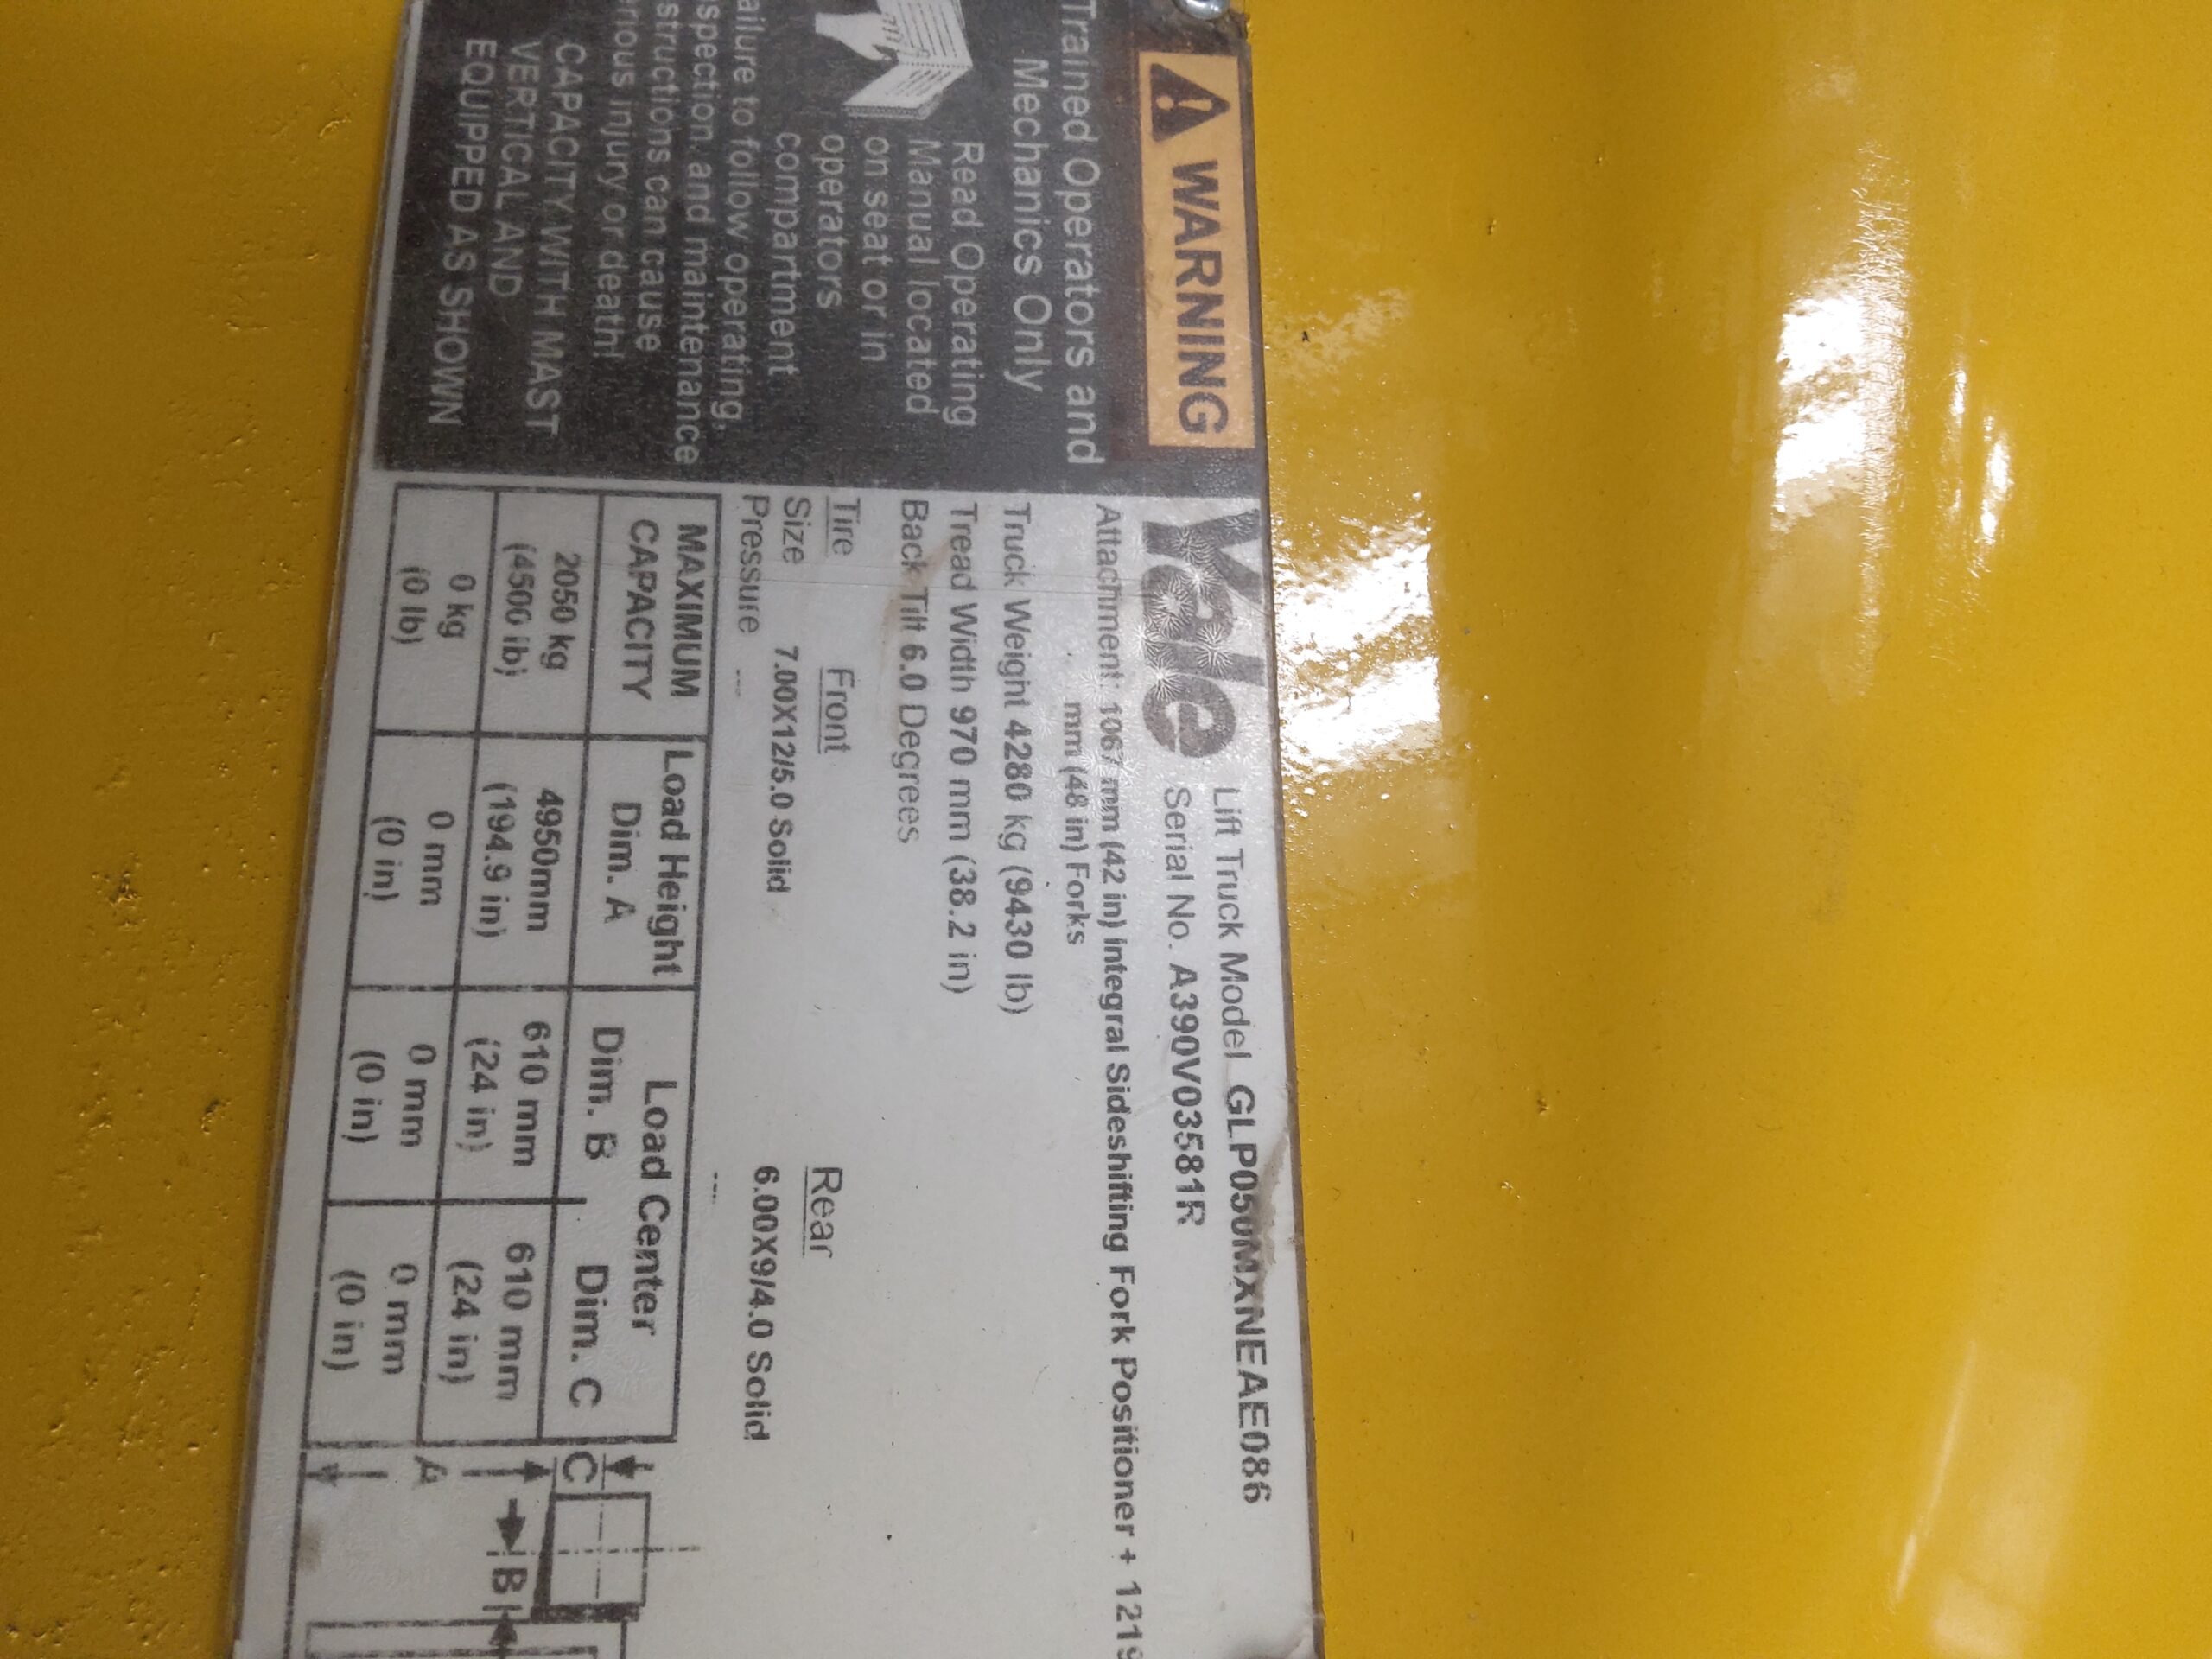 WARNING
Trained Operators and
Mechanics Only
Read Operating
Manual located
on seat or in
operators
compartment
ailure to follow operating,
spection, and maintenance
structions can cause
rious injury or death!
CAPACITY WITH MAST
VERTICAL AND
EQUIPPED AS SHOWN
Yale
Lift Truck Model GLP050MXNEAE086
Serial No. A390V03581R
Attachment: 1067 mm (42 in) Integral Sideshifting Fork Positioner + 1219
mm (48 in) Forks
Truck Weight 4280 kg (9430 lb)
Tread Width 970 mm (38.2 in)
Back Tilt 6.0 Degrees
Tire Front Rear
Size 7.00X12/5.0 Solid 6.00X9/4.0 Solid
Pressure --- ---
MAXIMUM Load Height Load Center
CAPACITY Dim. A Dim. B Dim. C
2050 kg 4950mm 610 mm 610 mm
(4500 lb) (194.9 in) (24 in) (24 in)
0 kg 0 mm 0 mm 0 mm
(0 lb) (0 in) (0 in) (0 in)
C
A
B